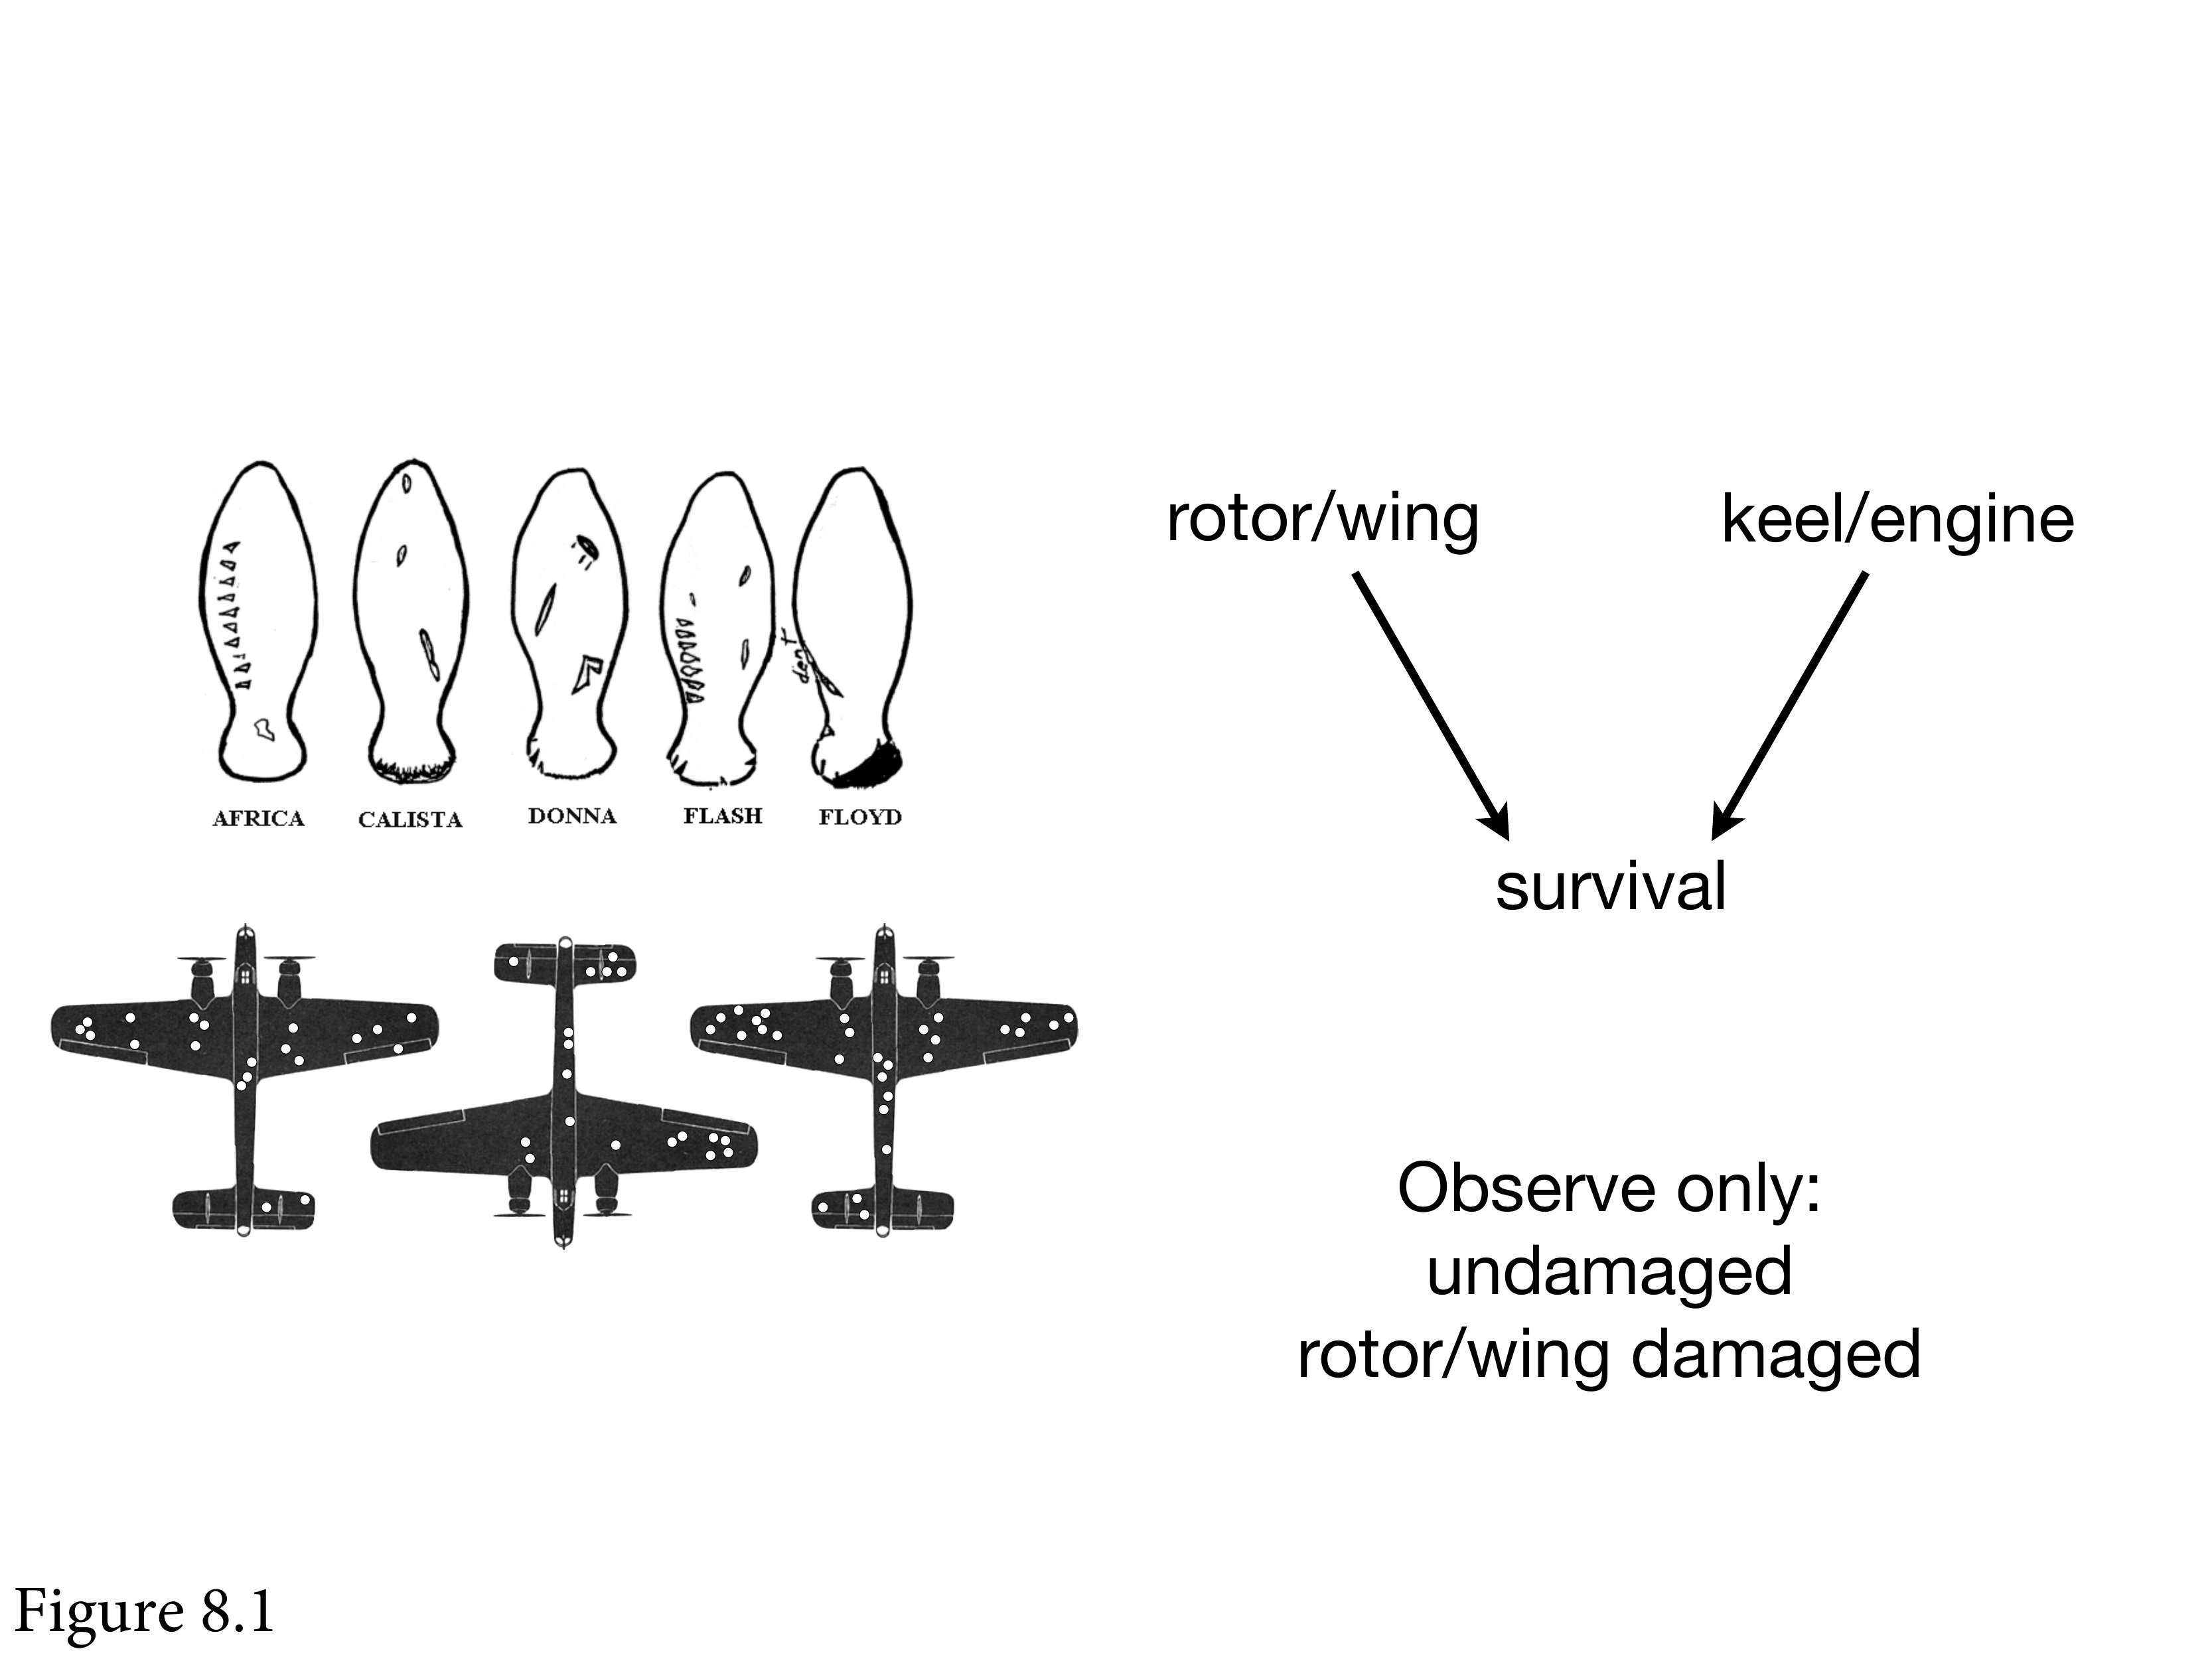 AFRICA
CALISTA
DONNA
FLASH
FLOYD
rotor/wing
keel/engine
survival
Observe only:
undamaged
rotor/wing damaged
Figure 8.1